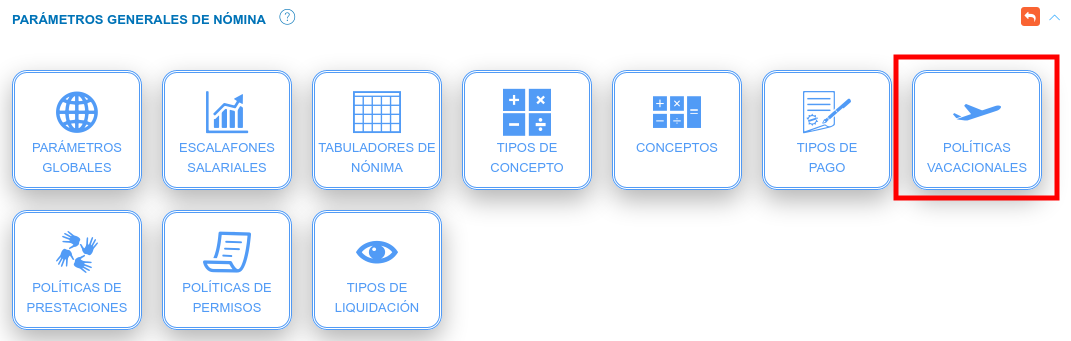 PARÁMETROS GENERALES DE NÓMINA ?
PARÁMETROS
GLOBALES
ESCALAFONES
SALARIALES
TABULADORES DE
NÓNIMA
TIPOS DE
CONCEPTO
CONCEPTOS
TIPOS DE
PAGO
POLÍTICAS
VACACIONALES
POLÍTICAS DE
PRESTACIONES
POLÍTICAS DE
PERMISOS
TIPOS DE
LIQUIDACIÓN